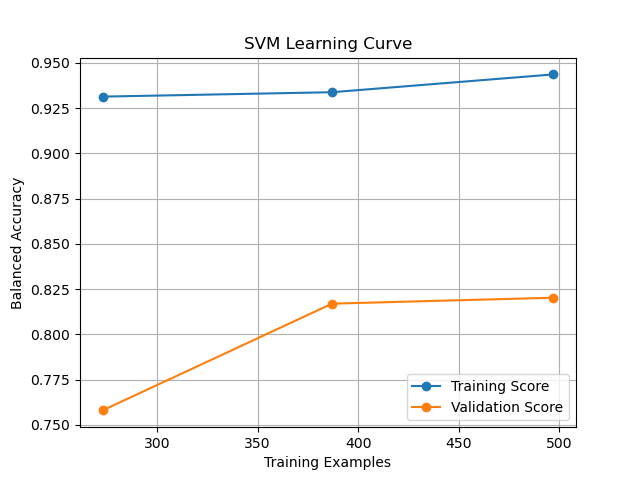 SVM Learning Curve
0.950
0.925
0.900
0.875
0.850
0.825
0.800
0.775
0.750
Balanced Accuracy
300 350 400 450 500
Training Examples
Training Score
Validation Score